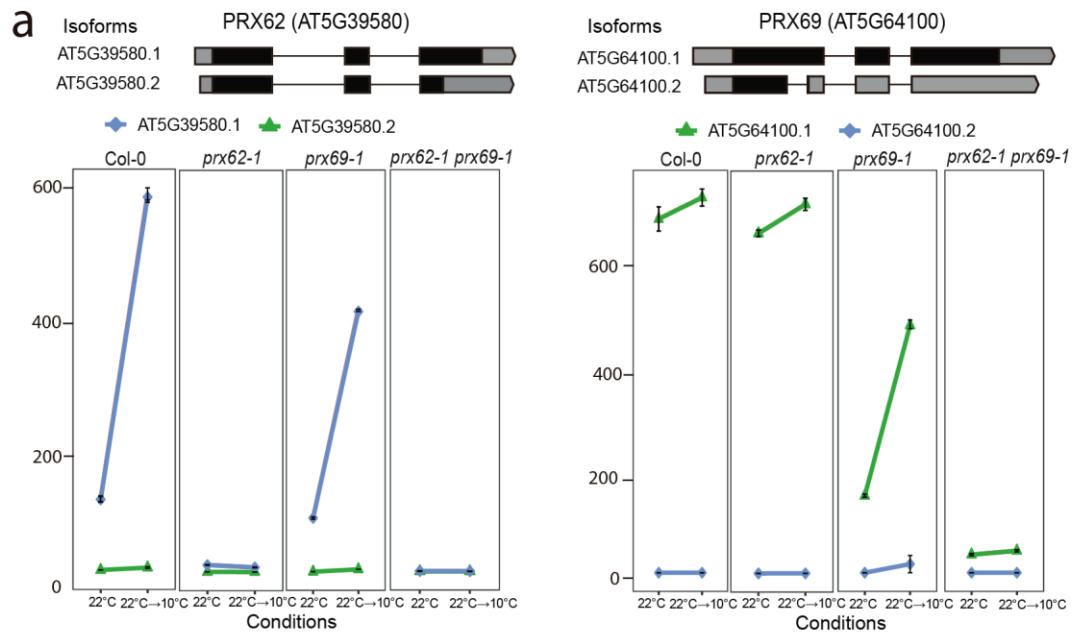 a
Isoforms
PRX62 (AT5G39580)
AT5G39580.1
AT5G39580.2
AT5G39580.1
AT5G39580.2
Col-0
prx62-1
prx69-1
prx62-1 prx69-1
600
400
200
0
22°C 22°C→10°C 22°C 22°C→10°C 22°C 22°C→10°C 22°C 22°C→10°C
Conditions
Isoforms
PRX69 (AT5G64100)
AT5G64100.1
AT5G64100.2
AT5G64100.1
AT5G64100.2
Col-0
prx62-1
prx69-1
prx62-1 prx69-1
600
400
200
0
22°C 22°C→10°C 22°C 22°C→10°C 22°C 22°C→10°C 22°C 22°C→10°C
Conditions